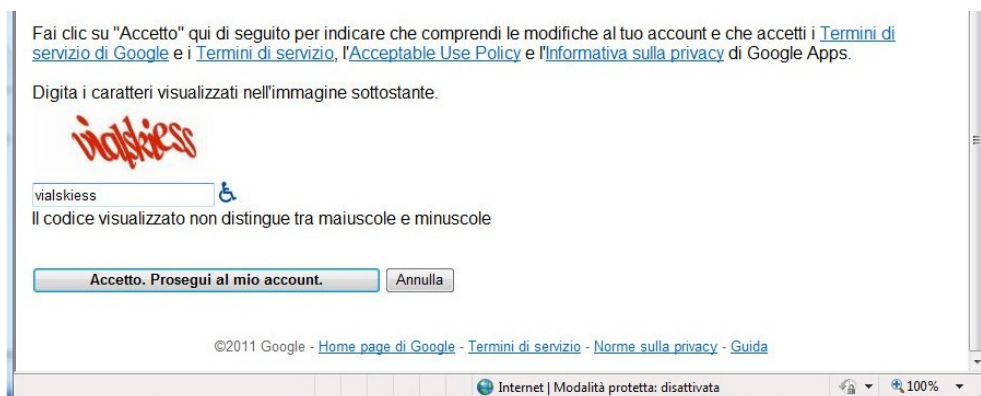 Fai clic su "Accetto" qui di seguito per indicare che comprendi le modifiche al tuo account e che accetti i Termini di
servizio di Google e i Termini di servizio, l'Acceptable Use Policy e l'Informativa sulla privacy di Google Apps.
Digita i caratteri visualizzati nell'immagine sottostante.
vialskiess
vialskiess
Il codice visualizzato non distingue tra maiuscole e minuscole
Accetto. Prosegui al mio account. Annulla
©2011 Google - Home page di Google - Termini di servizio - Norme sulla privacy - Guida
Internet | Modalità protetta: disattivata 100%